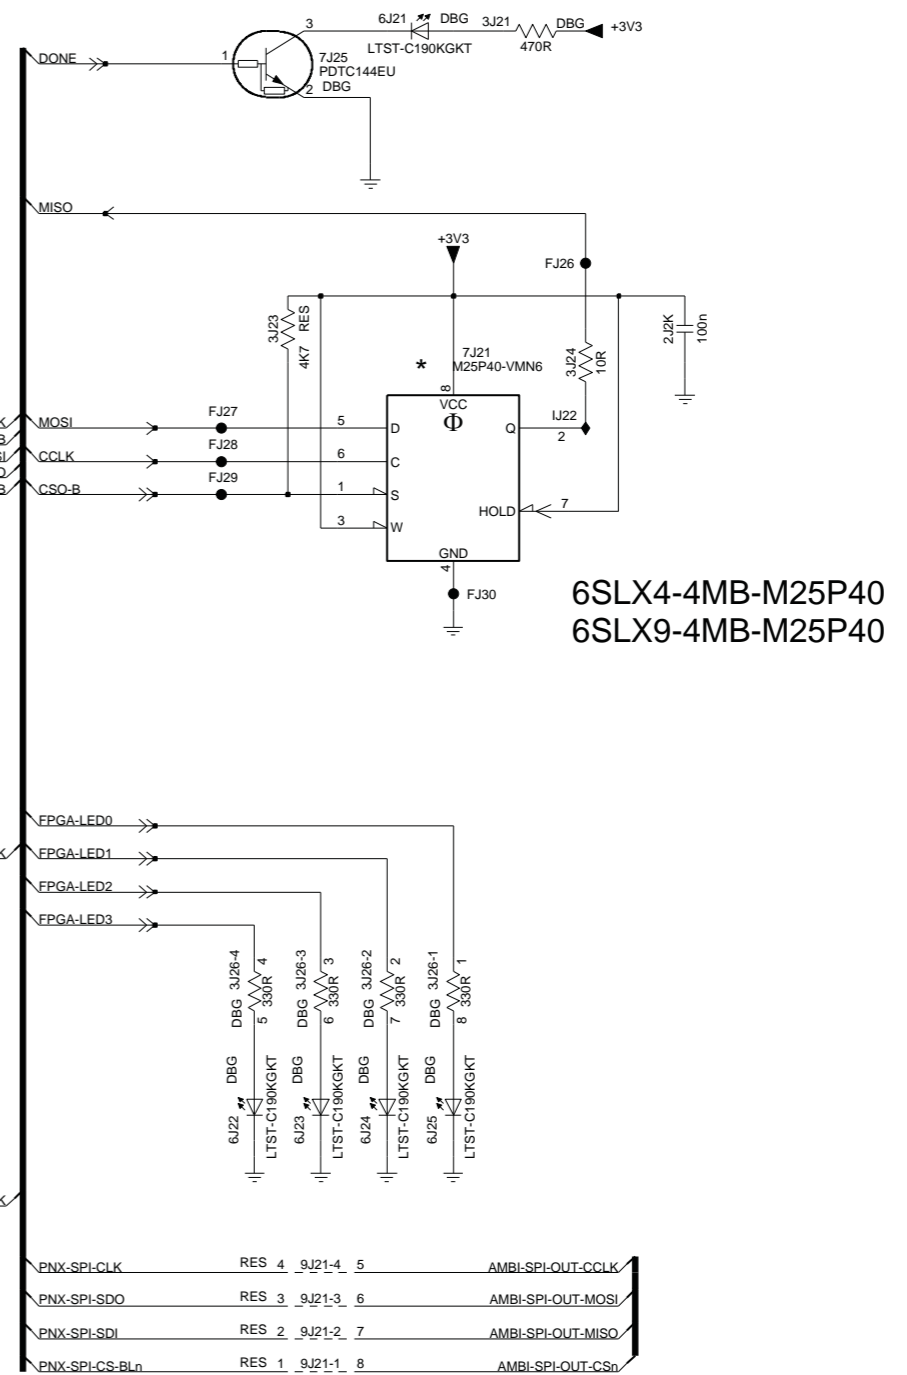 6J21 DBG 3J21 DBG +3V3
LTST-C190KGKT 470R
3
DONE 1 7J25
PDTC144EU
DBG
2
MISO
+3V3
FJ26
3J23 RES 4K7
2J2K 100n
3J24 10R
* 7J21
M25P40-VMN6
8
VCC
Φ
MOSI FJ27 5 D Q IJ22 2
CCLK FJ28 6 C
CSO-B FJ29 1 S
HOLD 7
3 W
GND
4
FJ30
6SLX4-4MB-M25P40
6SLX9-4MB-M25P40
FPGA-LED0
FPGA-LED1
FPGA-LED2
FPGA-LED3
DBG 3J26-4 4 330R 5
DBG 3J26-3 3 330R 6
DBG 3J26-2 2 330R 7
DBG 3J26-1 1 330R 8
DBG 6J22 LTST-C190KGKT
DBG 6J23 LTST-C190KGKT
DBG 6J24 LTST-C190KGKT
DBG 6J25 LTST-C190KGKT
PNX-SPI-CLK RES 4 9J21-4 5 AMBI-SPI-OUT-CCLK
PNX-SPI-SDO RES 3 9J21-3 6 AMBI-SPI-OUT-MOSI
PNX-SPI-SDI RES 2 9J21-2 7 AMBI-SPI-OUT-MISO
PNX-SPI-CS-BLn RES 1 9J21-1 8 AMBI-SPI-OUT-CSn